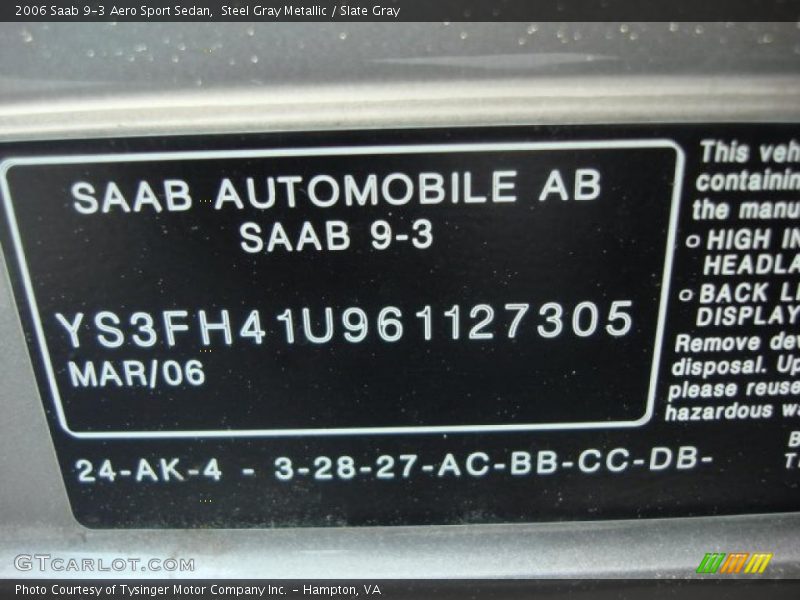 2006 Saab 9-3 Aero Sport Sedan,  Steel Gray Metallic / Slate Gray
SAAB AUTOMOBILE AB
SAAB 9-3
YS3FH41U961127305
MAR/06
24-AK-4 - 3-28-27-AC-BB-CC-DB-
This veh
containin
the manu
o HIGH IN
HEADLA
o BACK LI
DISPLAY
Remove dev
disposal. Up
please reuse
hazardous wa
GTCARLOT.COM
Photo Courtesy of Tysinger Motor Company Inc. - Hampton, VA